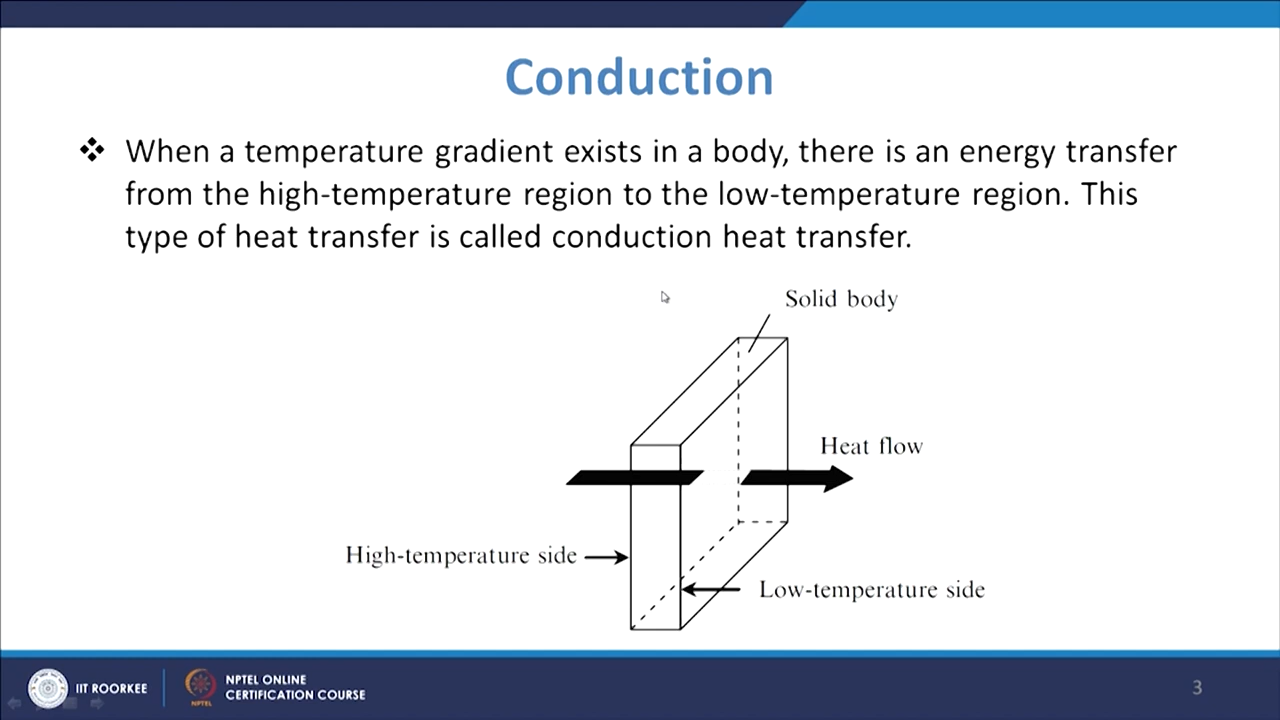 Conduction
❖ When a temperature gradient exists in a body, there is an energy transfer
from the high-temperature region to the low-temperature region. This
type of heat transfer is called conduction heat transfer.
Solid body
Heat flow
High-temperature side
Low-temperature side
IIT ROORKEE
NPTEL
NPTEL ONLINE
CERTIFICATION COURSE
3